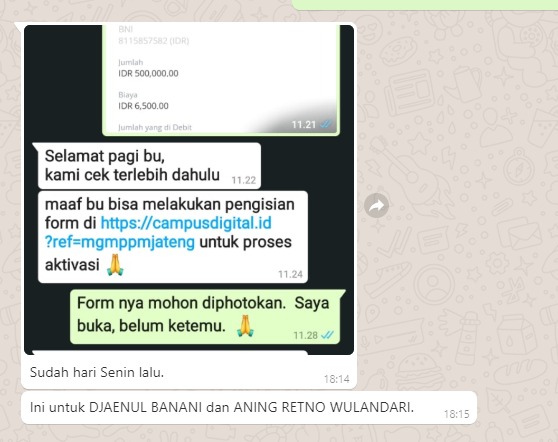 BNI
8115857582 (IDR)
Jumlah
IDR 500,000.00
Biaya
IDR 6,500.00
Jumlah yang di Debit
11.21
Selamat pagi bu,
kami cek terlebih dahulu 11.22
maaf bu bisa melakukan pengisian
form di https://campusdigital.id
?ref=mgmppmjateng untuk proses
aktivasi 🙏
11.24
Form nya mohon diphotokan. Saya
buka, belum ketemu. 🙏
11.28
Sudah hari Senin lalu.
18:14
Ini untuk DJAENUL BANANI dan ANING RETNO WULANDARI.
18:15